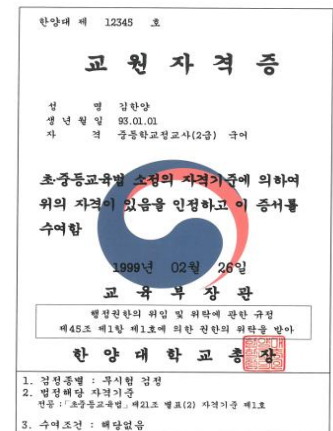 한양대 제 12345 호
교 원 자 격 증
성 명 김한양
생 년 월 일 93.01.01
자 격 중등학교정교사(2급) 국어
초·중등교육법 소정의 자격기준에 의하여
위의 자격이 있음을 인정하고 이 증서를
수여함
1999년 02월 26일
교 육 부 장 관
행정권한의 위임 및 위탁에 관한 규정
제45조 제1항 제1호에 의한 권한의 위탁을 받아
한 양 대 학 교 총 장
1. 검정종별 : 무시험 검정
2. 법정해당 자격기준
전공 : 「초중등교육법」제21조 별표(2) 자격기준 제1호
3. 수여조건 : 해당없음